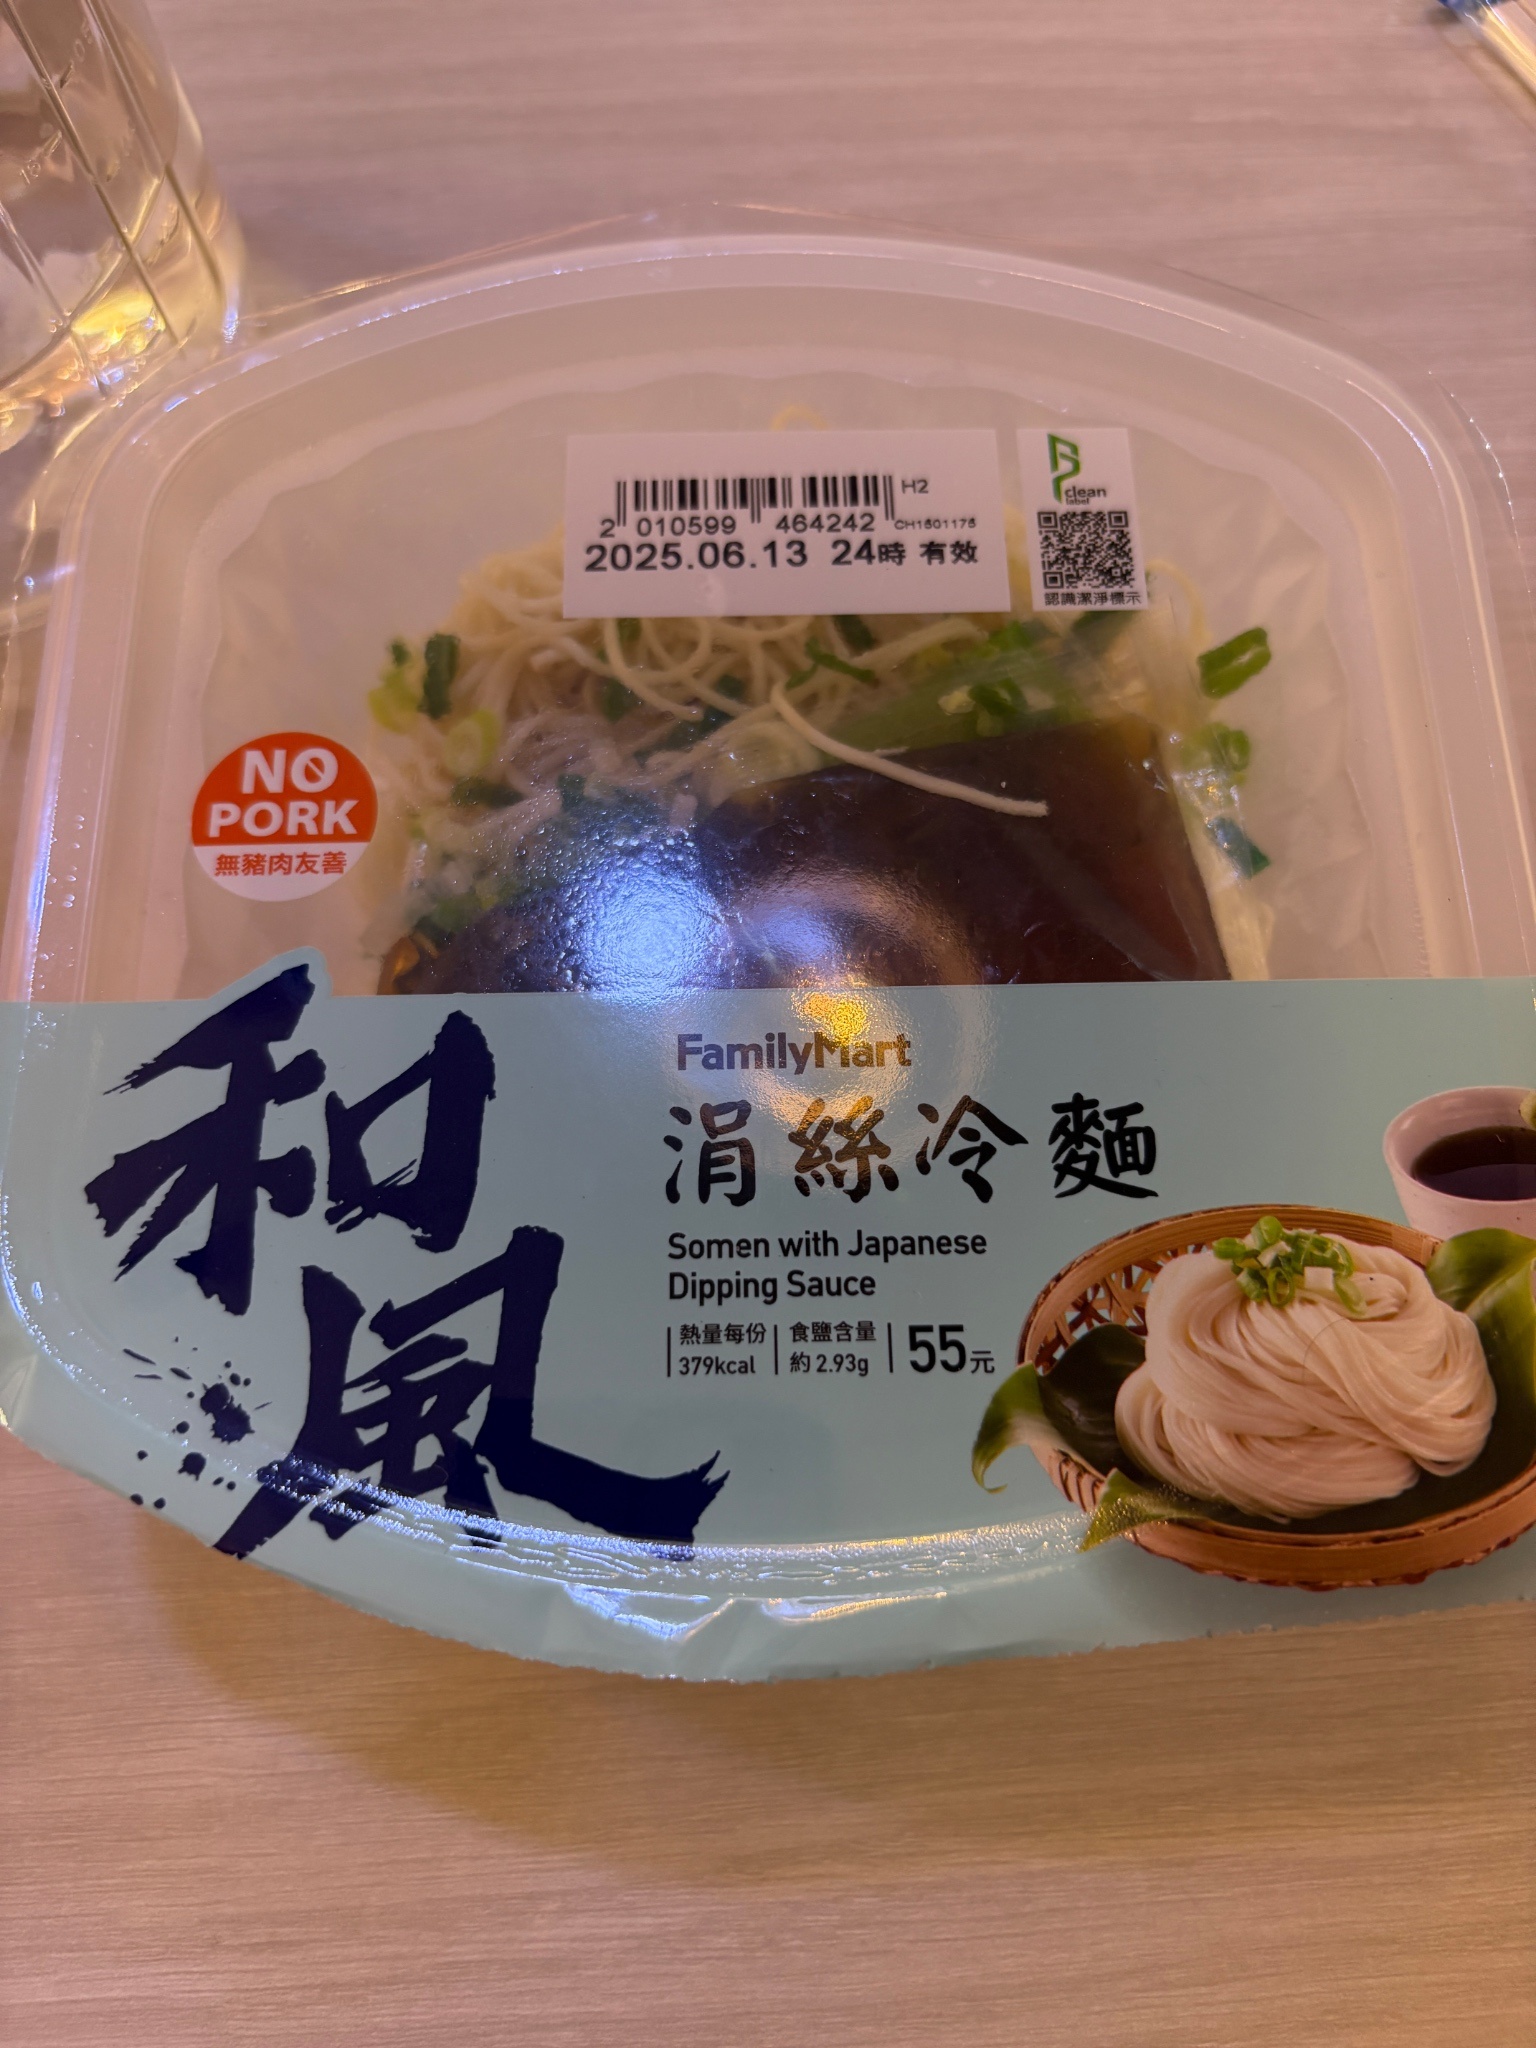 H2
2 010599 464242 CH1501175
2025.06.13 24時 有效
clean
label
認識潔淨標示
NO
PORK
無豬肉友善
和風
FamilyMart
涓絲冷麵
Somen with Japanese
Dipping Sauce
熱量每份 食鹽含量 55元
379kcal 約2.93g